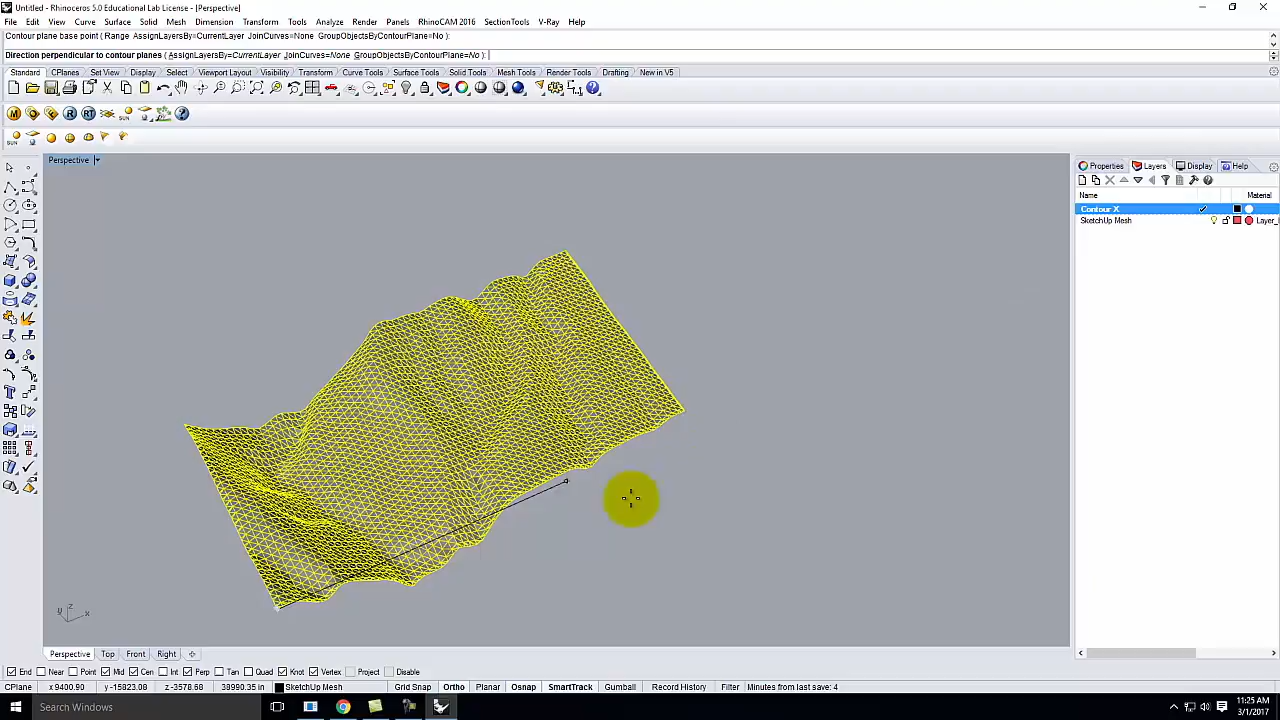 Untitled - Rhinoceros 5.0 Educational Lab License - [Perspective]
File Edit View Curve Surface Solid Mesh Dimension Transform Tools Analyze Render Panels RhinoCAM 2016 SectionTools V-Ray Help
Contour plane base point ( Range AssignLayersBy=CurrentLayer JoinCurves=None GroupObjectsByContourPlane=No ):
Direction perpendicular to contour planes ( AssignLayersBy=CurrentLayer JoinCurves=None GroupObjectsByContourPlane=No ):
Standard CPlanes Set View Display Select Viewport Layout Visibility Transform Curve Tools Surface Tools Solid Tools Mesh Tools Render Tools Drafting New in V5
Perspective
Properties Layers Display Help
Name Material
Contour X
SketchUp Mesh Layer_
z
y x
Perspective Top Front Right
End Near Point Mid Cen Int Perp Tan Quad Knot Vertex Project Disable
CPlane x 9400.90 y -15823.08 z -3578.68 38990.35 in SketchUp Mesh Grid Snap Ortho Planar Osnap SmartTrack Gumball Record History Filter Minutes from last save: 4
Search Windows
11:25 AM
3/1/2017